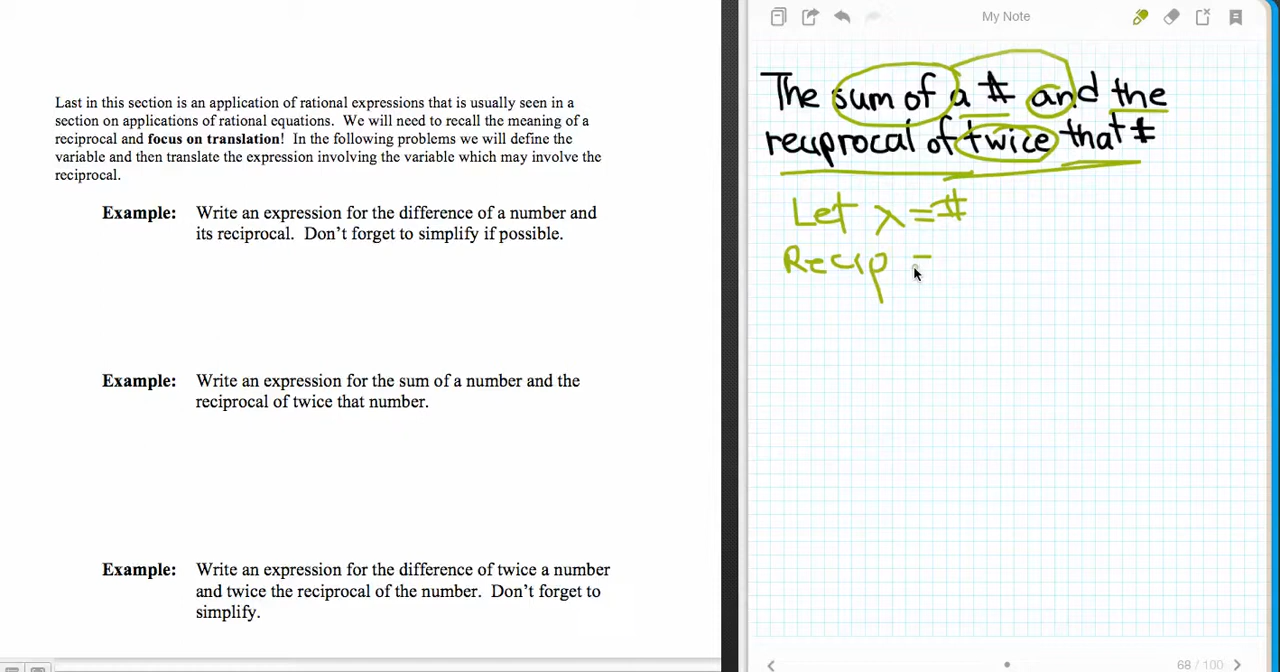 Last in this section is an application of rational expressions that is usually seen in a
section on applications of rational equations.  We will need to recall the meaning of a
reciprocal and focus on translation!  In the following problems we will define the
variable and then translate the expression involving the variable which may involve the
reciprocal.
Example: Write an expression for the difference of a number and
its reciprocal.  Don't forget to simplify if possible.
Example: Write an expression for the sum of a number and the
reciprocal of twice that number.
Example: Write an expression for the difference of twice a number
and twice the reciprocal of the number.  Don't forget to
simplify.
My Note
The sum of a # and the
reciprocal of twice that #
Let x = #
Recip =
68 / 100